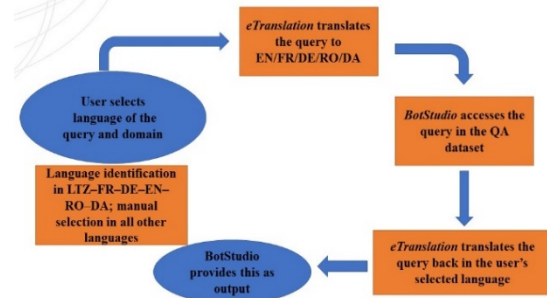 eTranslation translates
the query to
EN/FR/DE/RO/DA
User selects
language of the
query and domain
BotStudio accesses the
query in the QA
dataset
Language identification
in LTZ–FR–DE–EN–
RO–DA; manual
selection in all other
languages
eTranslation translates the
query back in the user's
selected language
BotStudio
provides this as
output